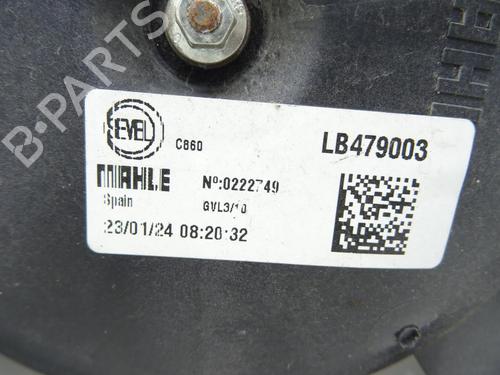 SEVEL
C860
LB479003
MAHLE
Nº:0222749
Spain
GVL3/10
23/01/24 08:20:32
B-PARTS